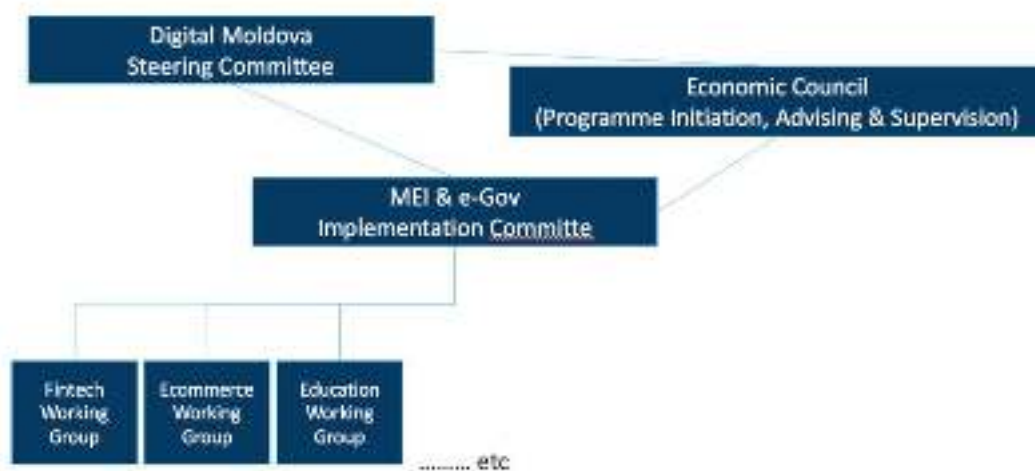 Digital Moldova
Steering Committee
Economic Council
(Programme Initiation, Advising & Supervision)
MEI & e-Gov
Implementation Committe
Fintech
Working
Group
Ecommerce
Working
Group
Education
Working
Group
......... etc